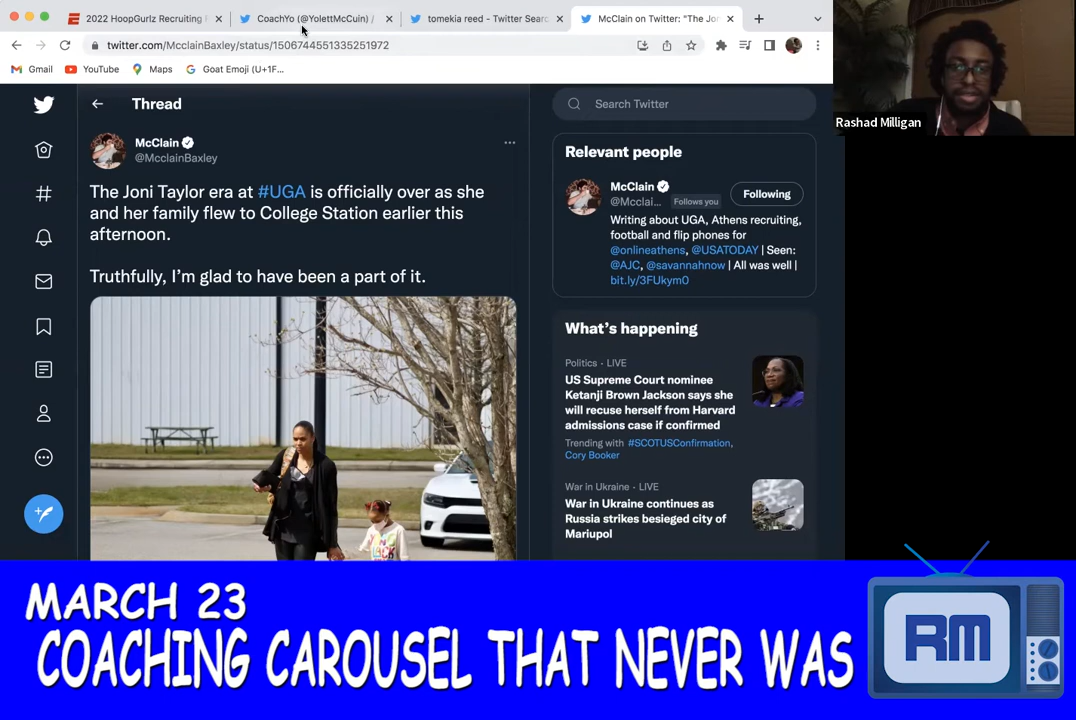 2022 HoopGurlz Recruiting
CoachYo (@YolettMcCuin) /
tomekia reed - Twitter Searc
McClain on Twitter: "The Jon
twitter.com/McclainBaxley/status/1506744551335251972
Gmail
YouTube
Maps
Goat Emoji (U+1F...
Rashad Milligan
Thread
Search Twitter
McClain
@McclainBaxley
The Joni Taylor era at #UGA is officially over as she
and her family flew to College Station earlier this
afternoon.
Truthfully, I'm glad to have been a part of it.
Relevant people
McClain
@Mcclai... Follows you
Following
Writing about UGA, Athens recruiting,
football and flip phones for
@onlineathens, @USATODAY | Seen:
@AJC, @savannahnow | All was well |
bit.ly/3FUkym0
What's happening
Politics · LIVE
US Supreme Court nominee
Ketanji Brown Jackson says she
will recuse herself from Harvard
admissions case if confirmed
Trending with #SCOTUSConfirmation,
Cory Booker
War in Ukraine · LIVE
War in Ukraine continues as
Russia strikes besieged city of
Mariupol
MARCH 23
COACHING CAROUSEL THAT NEVER WAS
RM